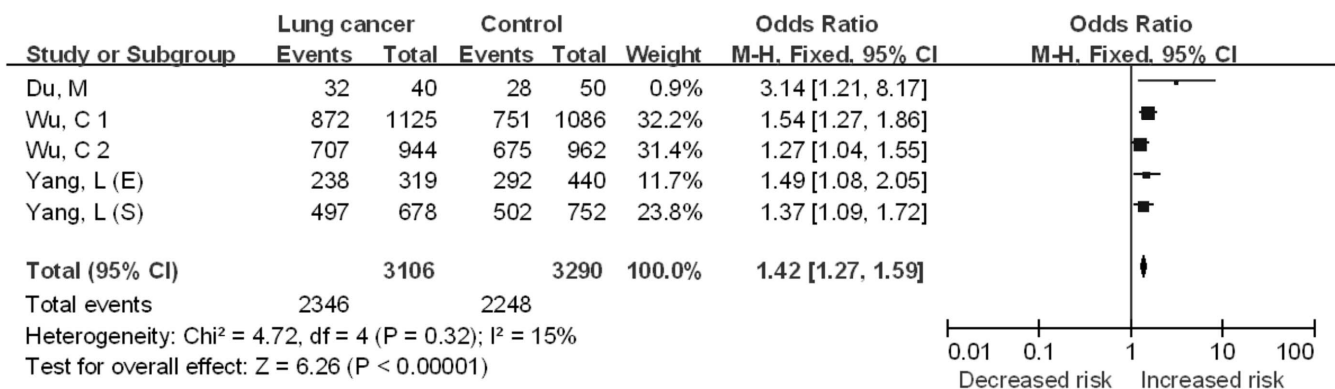 Lung cancer Control Odds Ratio Odds Ratio
Study or Subgroup Events Total Events Total Weight M-H, Fixed, 95% CI M-H, Fixed, 95% CI
Du, M 32 40 28 50 0.9% 3.14 [1.21, 8.17]
Wu, C 1 872 1125 751 1086 32.2% 1.54 [1.27, 1.86]
Wu, C 2 707 944 675 962 31.4% 1.27 [1.04, 1.55]
Yang, L (E) 238 319 292 440 11.7% 1.49 [1.08, 2.05]
Yang, L (S) 497 678 502 752 23.8% 1.37 [1.09, 1.72]
Total (95% CI) 3106 3290 100.0% 1.42 [1.27, 1.59]
Total events 2346 2248
Heterogeneity: Chi² = 4.72, df = 4 (P = 0.32); I² = 15%
Test for overall effect: Z = 6.26 (P < 0.00001)
0.01 0.1 1 10 100
Decreased risk Increased risk